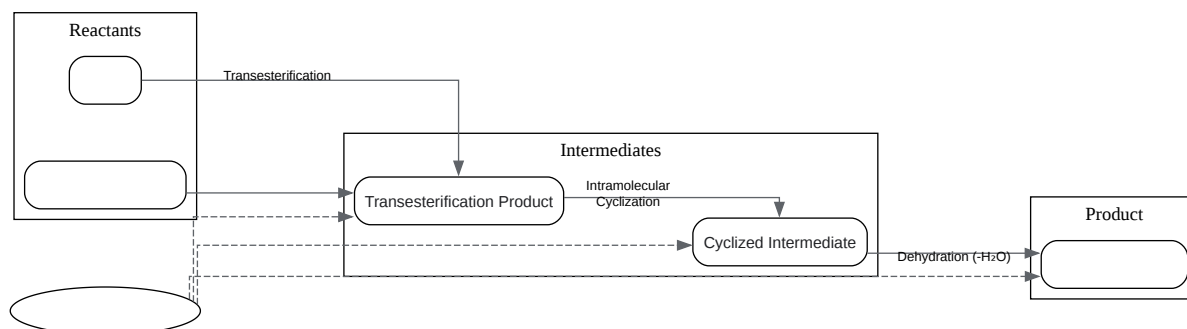 Reactants
Transesterification
Intermediates
Transesterification Product
Intramolecular
Cyclization
Cyclized Intermediate
Product
Dehydration (-H₂O)